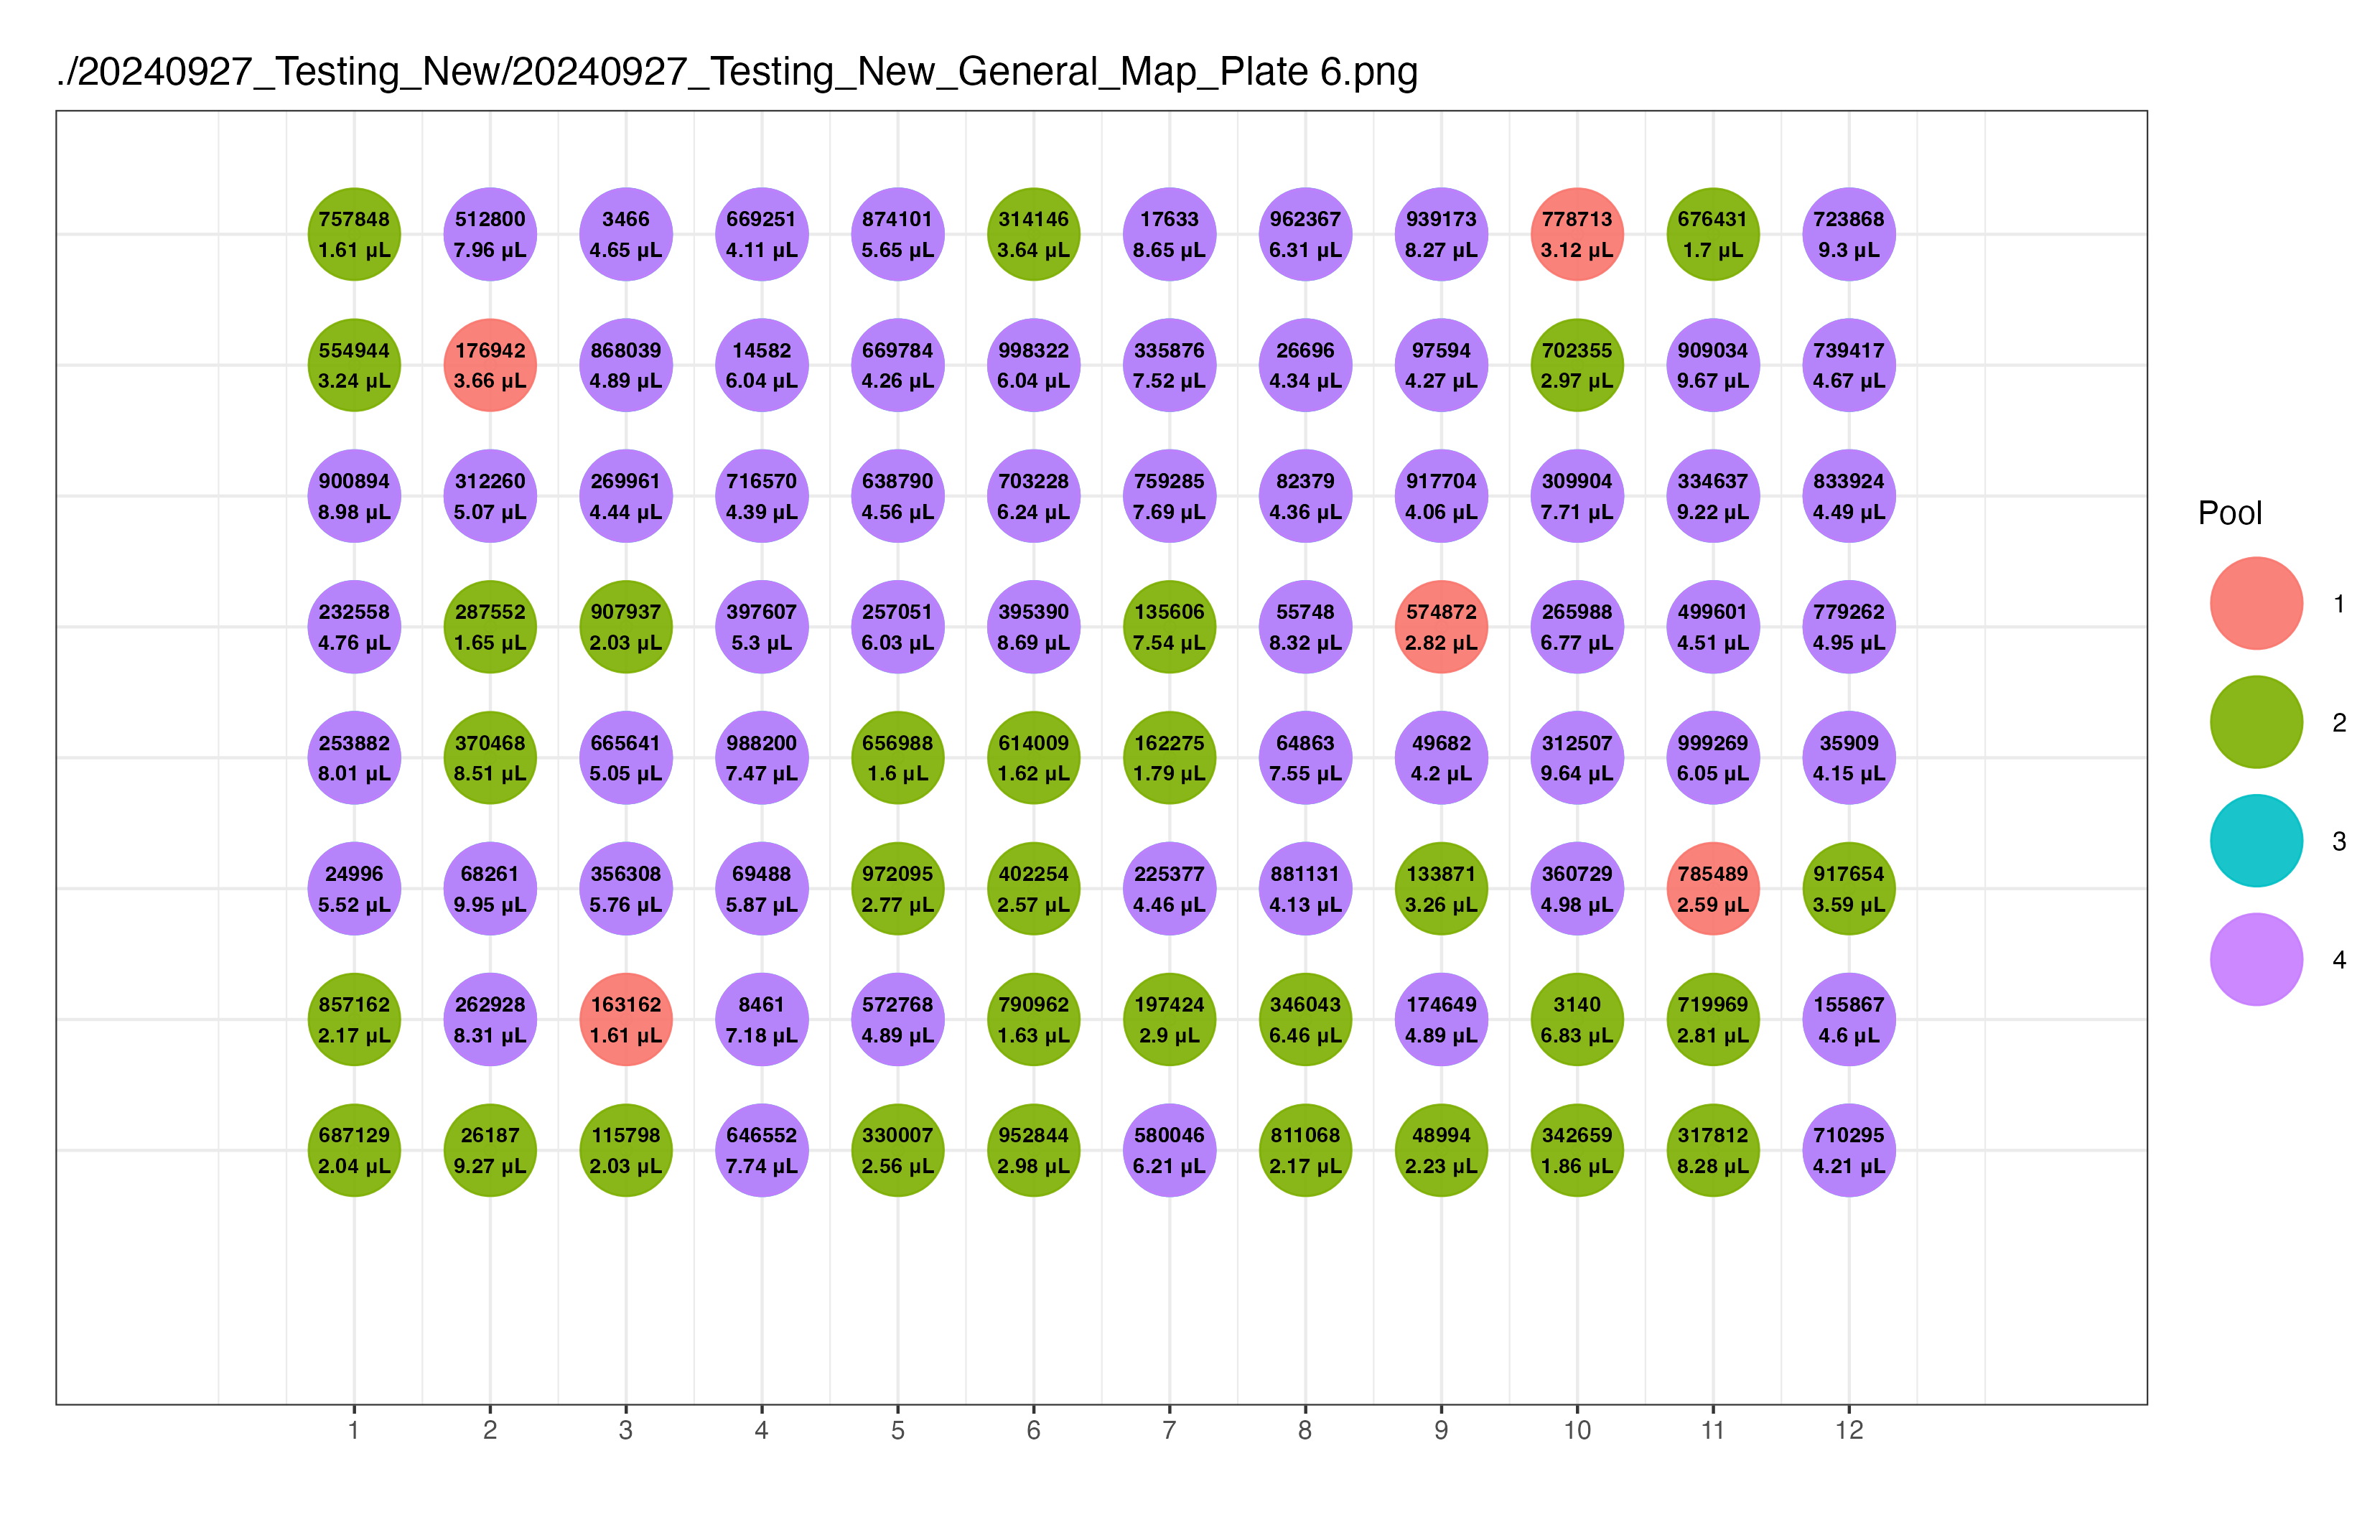 ./20240927_Testing_New/20240927_Testing_New_General_Map_Plate 6.png
757848 512800 3466 669251 874101 314146 17633 962367 939173 778713 676431 723868
1.61 µL 7.96 µL 4.65 µL 4.11 µL 5.65 µL 3.64 µL 8.65 µL 6.31 µL 8.27 µL 3.12 µL 1.7 µL 9.3 µL
554944 176942 868039 14582 669784 998322 335876 26696 97594 702355 909034 739417
3.24 µL 3.66 µL 4.89 µL 6.04 µL 4.26 µL 6.04 µL 7.52 µL 4.34 µL 4.27 µL 2.97 µL 9.67 µL 4.67 µL
900894 312260 269961 716570 638790 703228 759285 82379 917704 309904 334637 833924
8.98 µL 5.07 µL 4.44 µL 4.39 µL 4.56 µL 6.24 µL 7.69 µL 4.36 µL 4.06 µL 7.71 µL 9.22 µL 4.49 µL
232558 287552 907937 397607 257051 395390 135606 55748 574872 265988 499601 779262
4.76 µL 1.65 µL 2.03 µL 5.3 µL 6.03 µL 8.69 µL 7.54 µL 8.32 µL 2.82 µL 6.77 µL 4.51 µL 4.95 µL
253882 370468 665641 988200 656988 614009 162275 64863 49682 312507 999269 35909
8.01 µL 8.51 µL 5.05 µL 7.47 µL 1.6 µL 1.62 µL 1.79 µL 7.55 µL 4.2 µL 9.64 µL 6.05 µL 4.15 µL
24996 68261 356308 69488 972095 402254 225377 881131 133871 360729 785489 917654
5.52 µL 9.95 µL 5.76 µL 5.87 µL 2.77 µL 2.57 µL 4.46 µL 4.13 µL 3.26 µL 4.98 µL 2.59 µL 3.59 µL
857162 262928 163162 8461 572768 790962 197424 346043 174649 3140 719969 155867
2.17 µL 8.31 µL 1.61 µL 7.18 µL 4.89 µL 1.63 µL 2.9 µL 6.46 µL 4.89 µL 6.83 µL 2.81 µL 4.6 µL
687129 26187 115798 646552 330007 952844 580046 811068 48994 342659 317812 710295
2.04 µL 9.27 µL 2.03 µL 7.74 µL 2.56 µL 2.98 µL 6.21 µL 2.17 µL 2.23 µL 1.86 µL 8.28 µL 4.21 µL
1 2 3 4 5 6 7 8 9 10 11 12
Pool
1
2
3
4